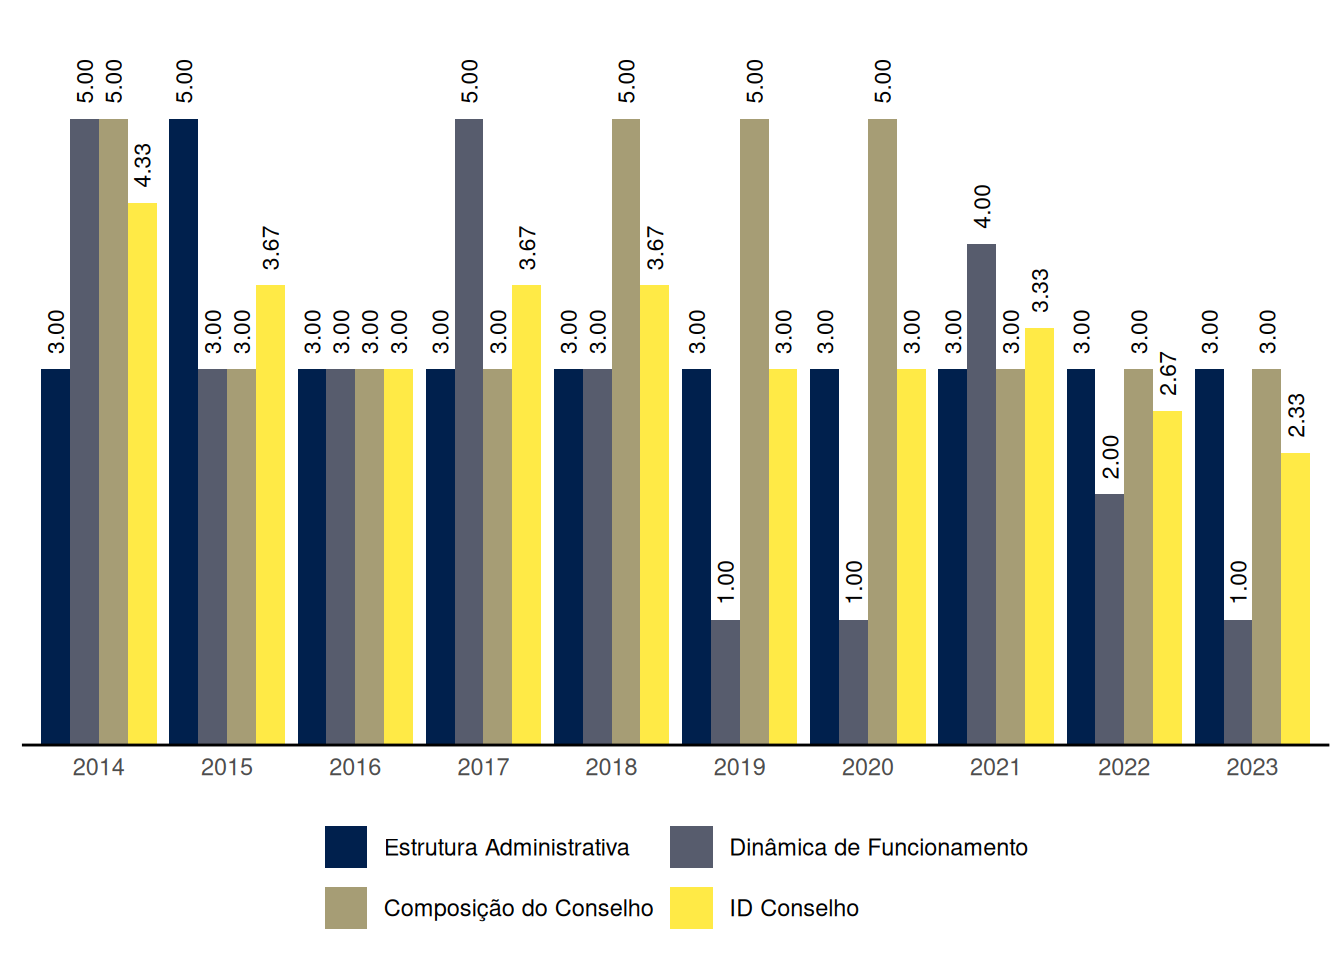 5.00 5.00 5.00 5.00 5.00 5.00 5.00
4.33 4.00
3.67 3.67 3.67 3.33
3.00 3.00 3.00 3.00 3.00 3.00 3.00 3.00 3.00 3.00 3.00 3.00 3.00 3.00 3.00 3.00 3.00 3.00 3.00 3.00 3.00
2.67
2.00 2.33
1.00 1.00 1.00
2014 2015 2016 2017 2018 2019 2020 2021 2022 2023
Estrutura Administrativa Dinâmica de Funcionamento
Composição do Conselho ID Conselho